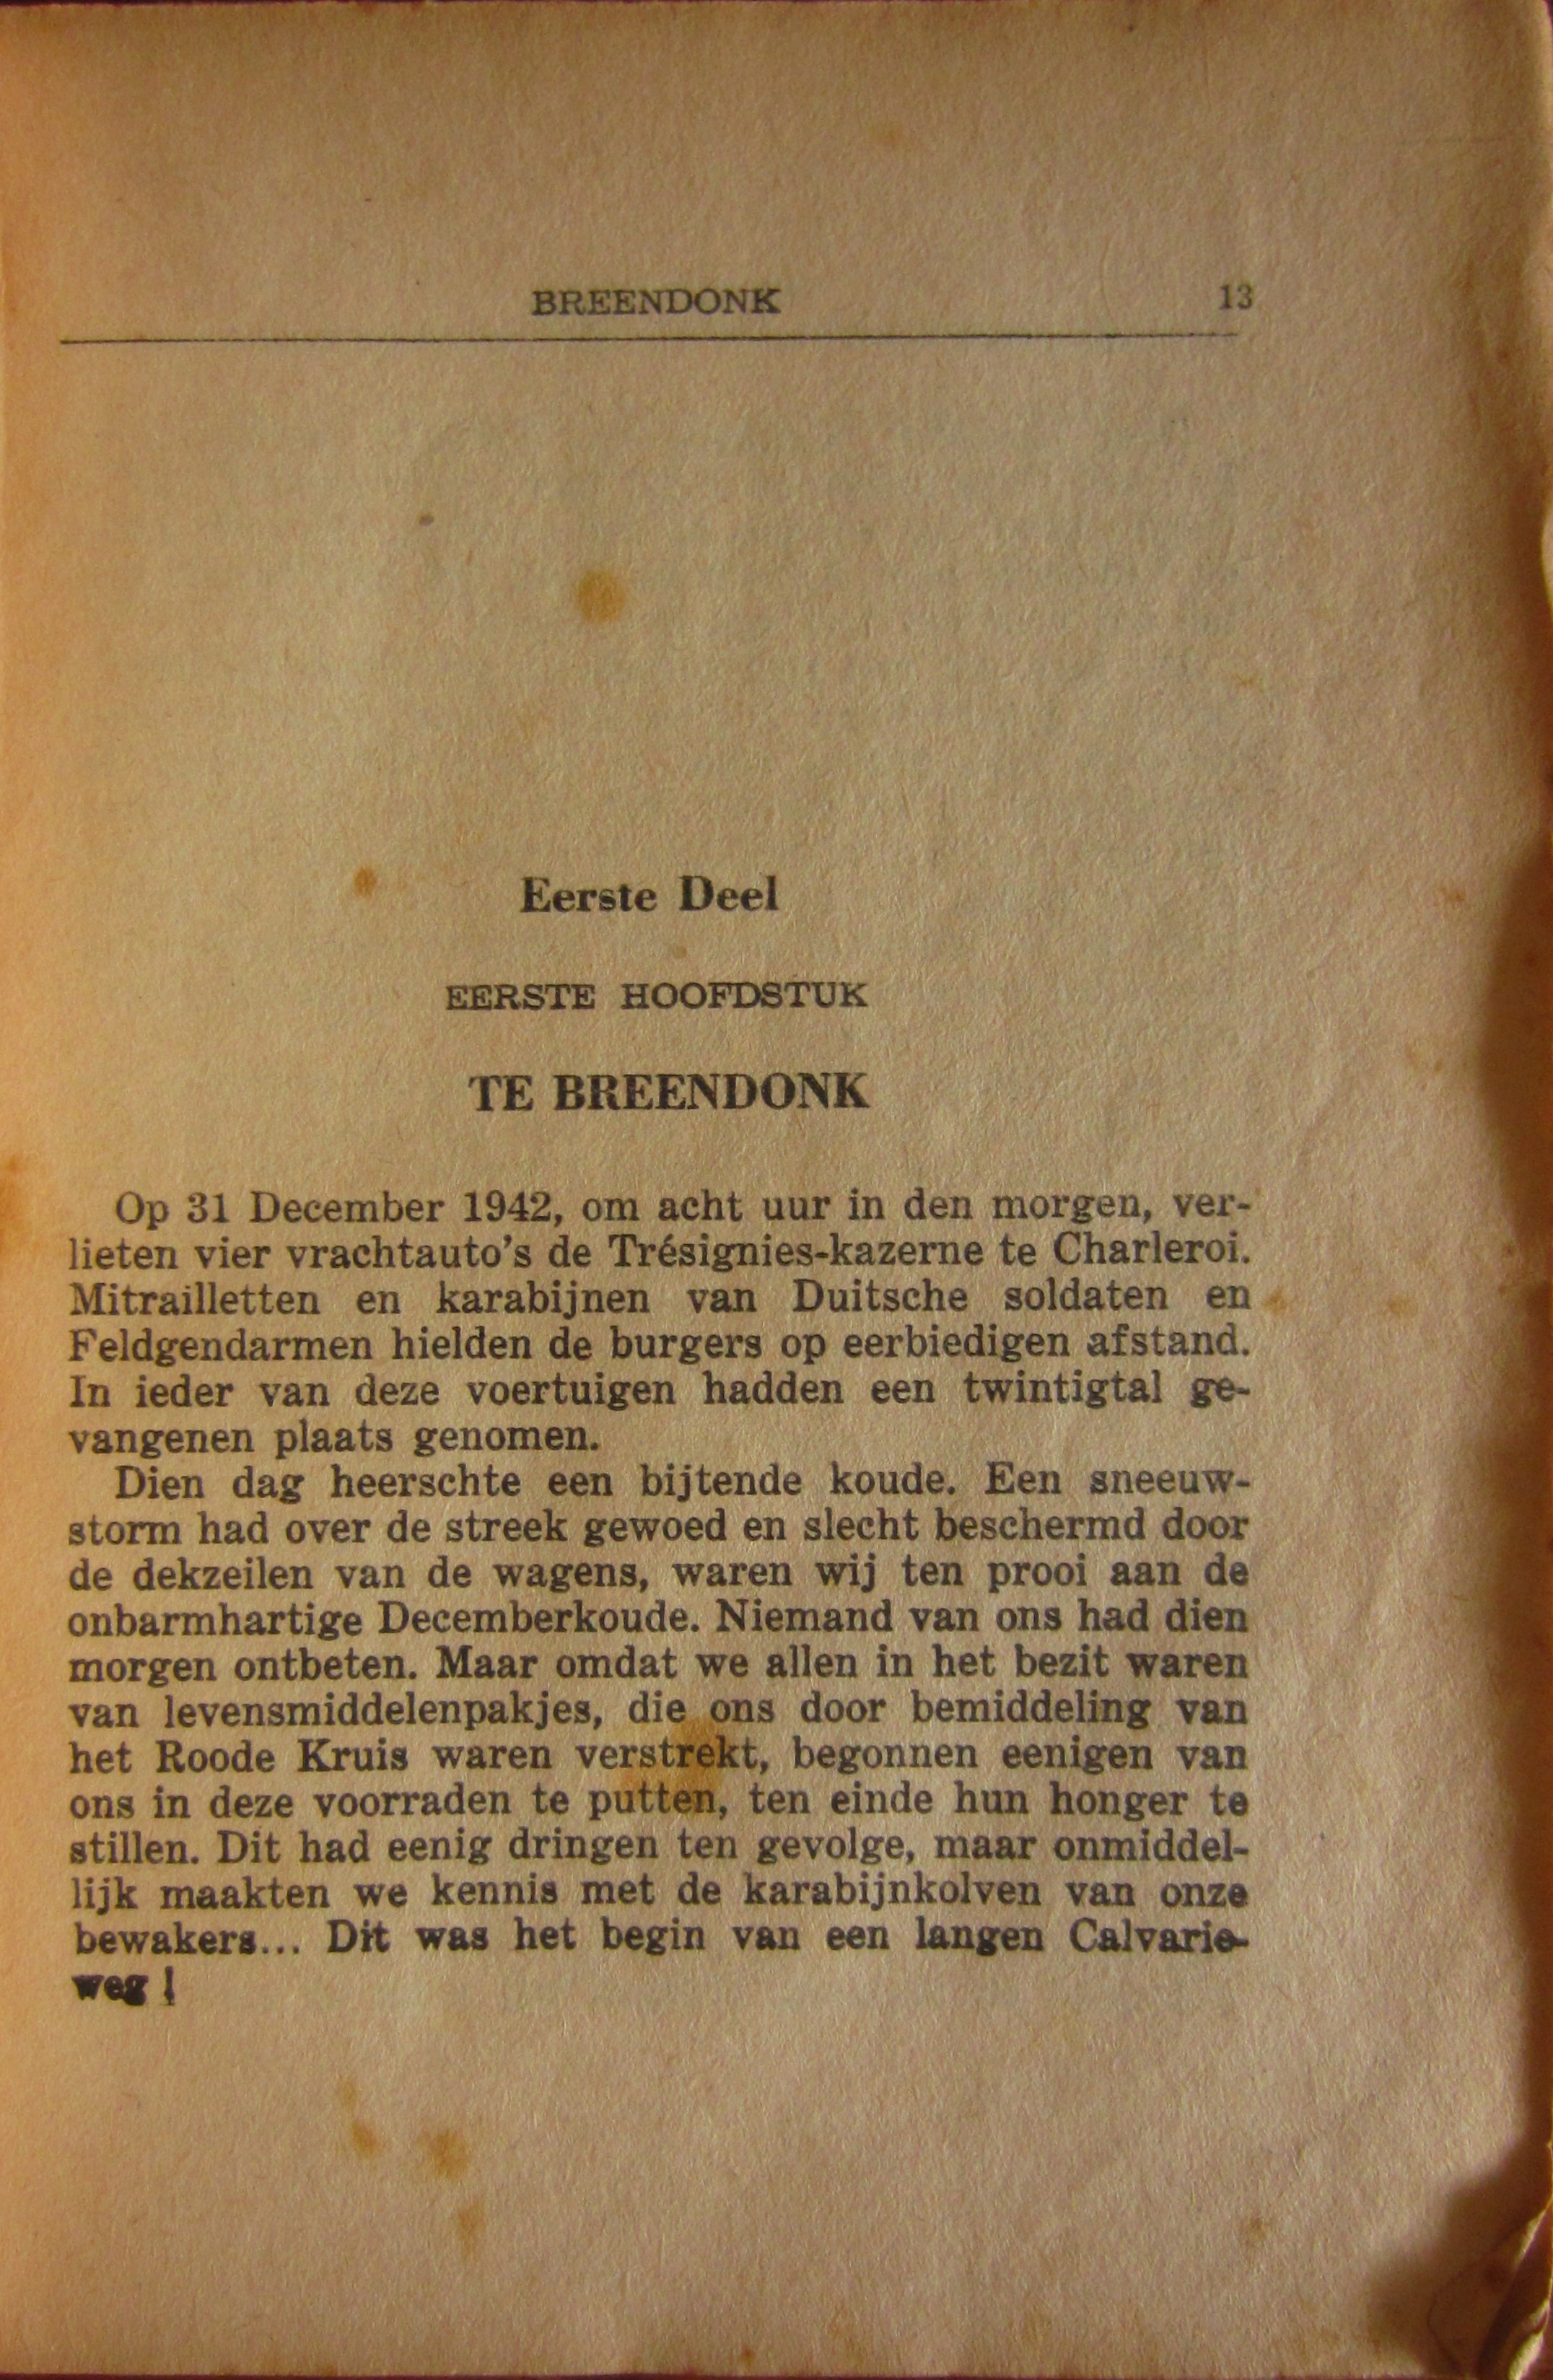 BREENDONK 13
Eerste Deel
EERSTE HOOFDSTUK
TE BREENDONK
Op 31 December 1942, om acht uur in den morgen, ver-
lieten vier vrachtauto's de Trésignies-kazerne te Charleroi.
Mitrailletten en karabijnen van Duitsche soldaten en
Feldgendarmen hielden de burgers op eerbiedigen afstand.
In ieder van deze voertuigen hadden een twintigtal ge-
vangenen plaats genomen.
Dien dag heerschte een bijtende koude. Een sneeuw-
storm had over de streek gewoed en slecht beschermd door
de dekzeilen van de wagens, waren wij ten prooi aan de
onbarmhartige Decemberkoude. Niemand van ons had dien
morgen ontbeten. Maar omdat we allen in het bezit waren
van levensmiddelenpakjes, die ons door bemiddeling van
het Roode Kruis waren verstrekt, begonnen eenigen van
ons in deze voorraden te putten, ten einde hun honger te
stillen. Dit had eenig dringen ten gevolge, maar onmiddel-
lijk maakten we kennis met de karabijnkolven van onze
bewakers... Dit was het begin van een langen Calvarie-
weg !